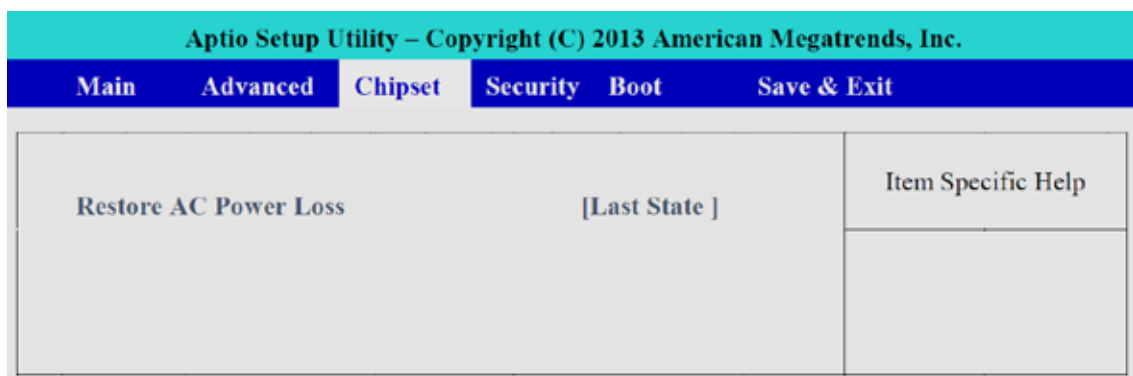 Aptio Setup Utility – Copyright (C) 2013 American Megatrends, Inc.
Main Advanced Chipset Security Boot Save & Exit
Restore AC Power Loss [Last State ]
Item Specific Help